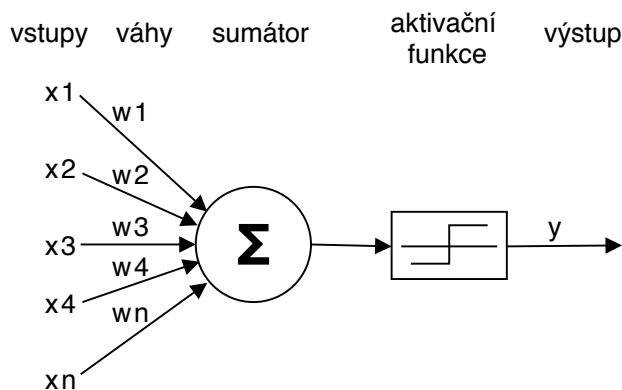 vstupy váhy sumátor aktivační funkce výstup
x1
w1
x2
w2
x3
w3
Σ
y
w4
x4
wn
xn